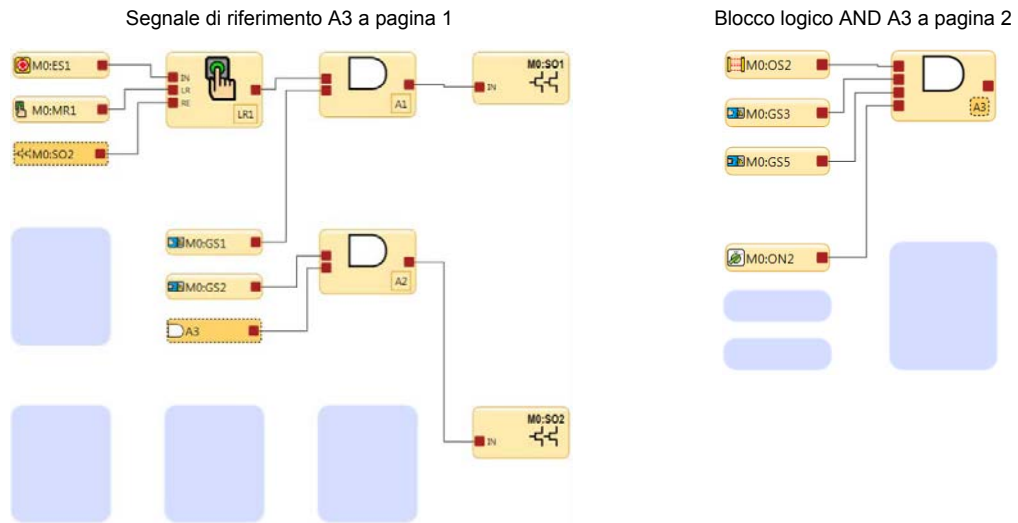 Segnale di riferimento A3 a pagina 1
Blocco logico AND A3 a pagina 2
M0:ES1
IN
LR
RE
LR1
M0:MR1
M0:SO2
A1
M0:SO1
IN
M0:GS1
M0:GS2
A3
A2
M0:SO2
IN
M0:OS2
M0:GS3
M0:GS5
M0:ON2
A3